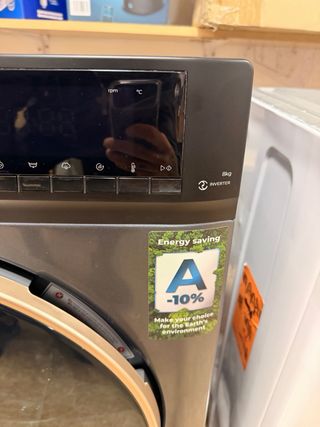 rpm
°C
8kg
INVERTER
Energy saving
A
-10%
Make your choice
for the Earth's
environment